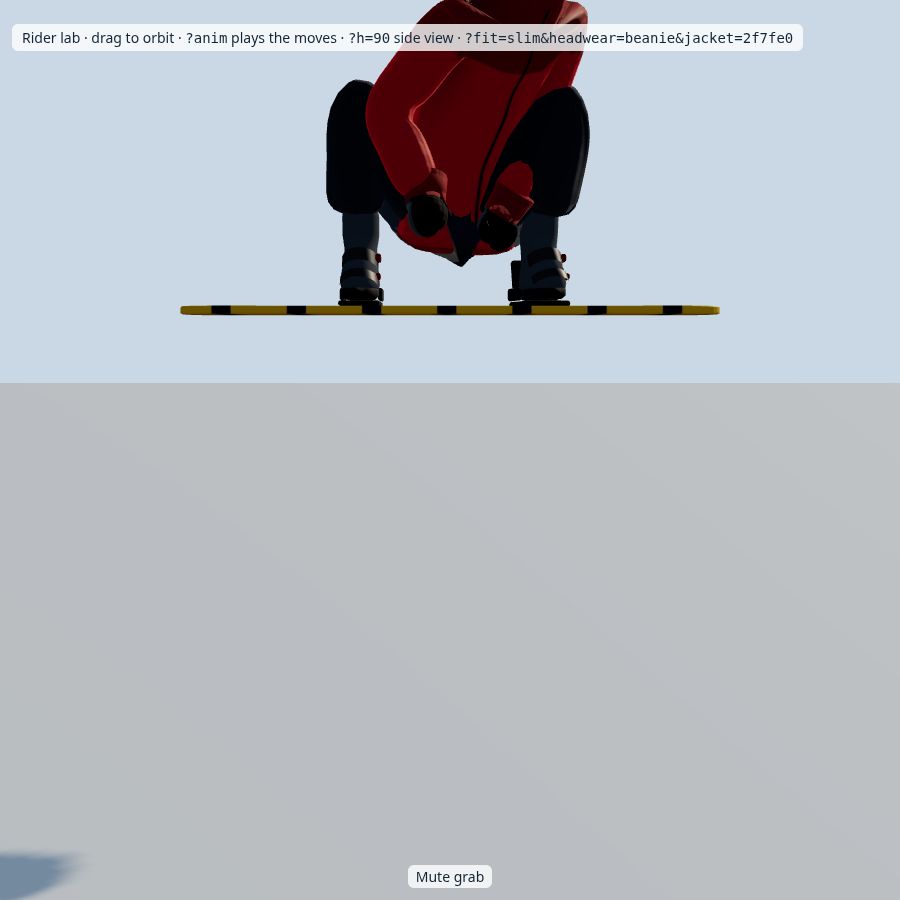 Rider lab · drag to orbit · ?anim plays the moves · ?h=90 side view · ?fit=slim&headwear=beanie&jacket=2f7fe0
Mute grab